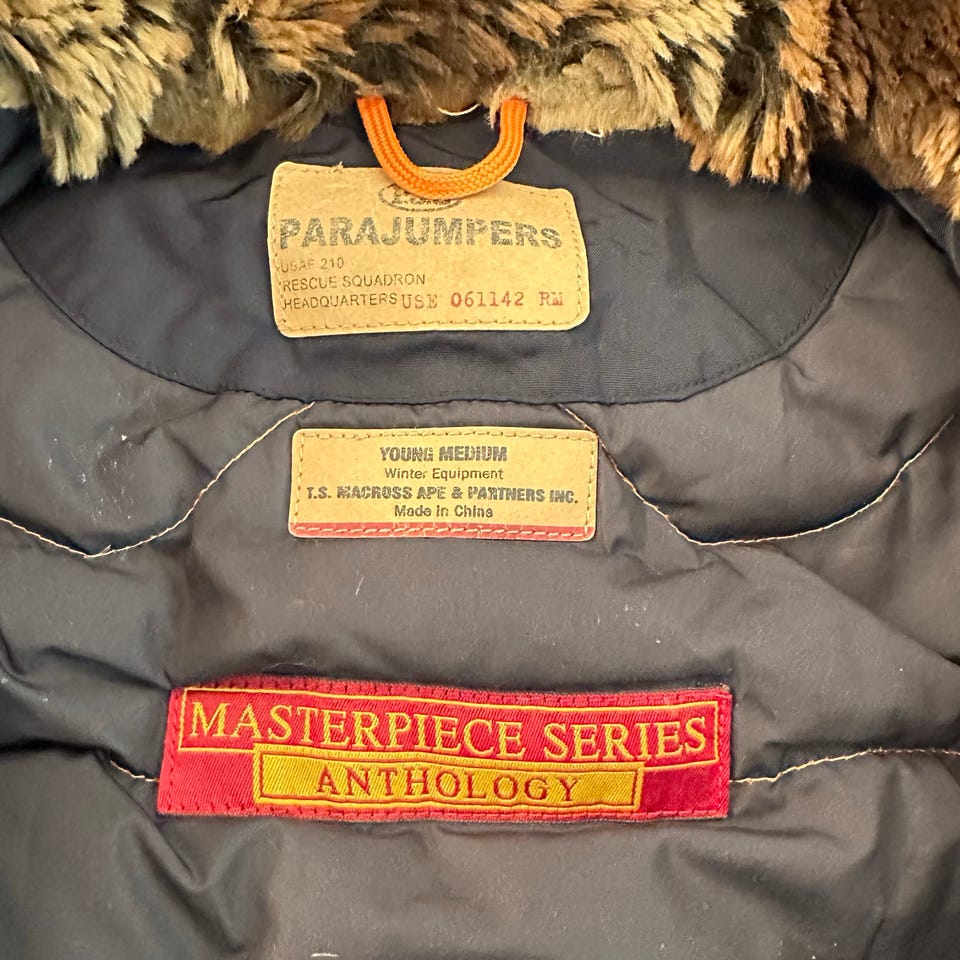 PARAJUMPERS
USAF 210
RESCUE SQUADRON
HEADQUARTERS USE 061142 RM
YOUNG MEDIUM
Winter Equipment
T.S. MACROSS APE & PARTNERS INC.
Made in China
MASTERPIECE SERIES
ANTHOLOGY